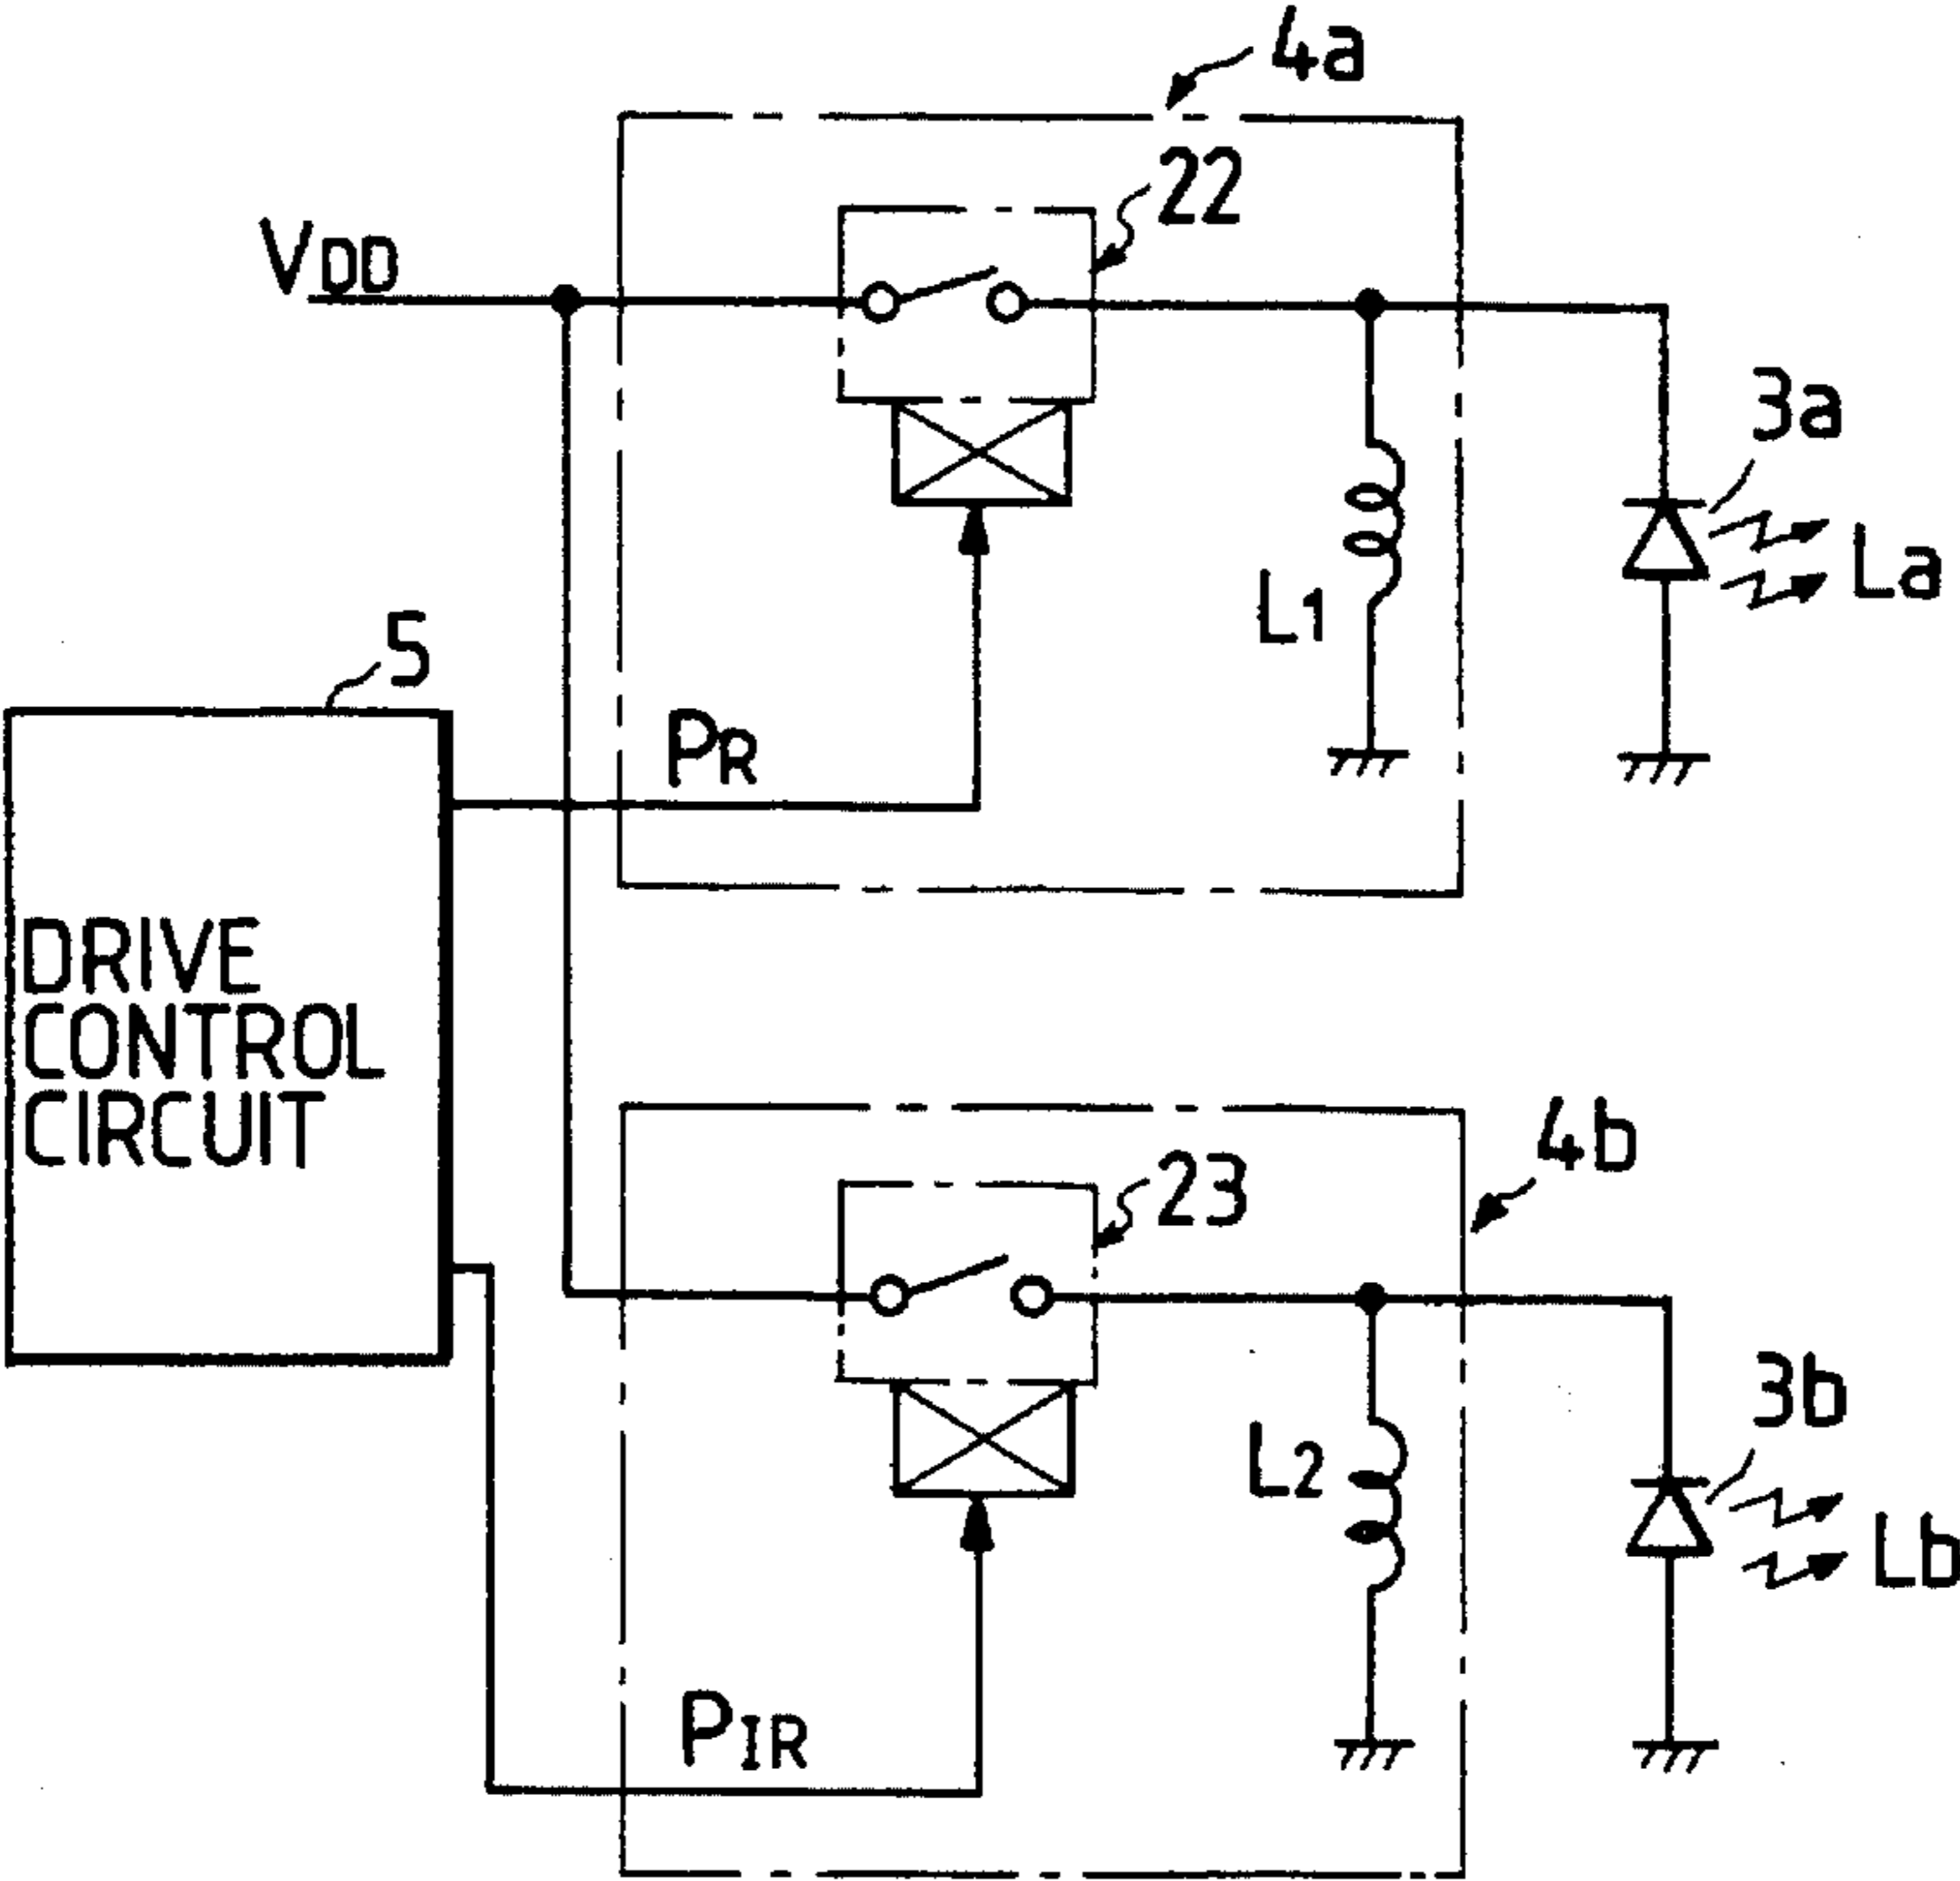 4a
22
VDD
3a
La
L1
5
PR
DRIVE
CONTROL
CIRCUIT
4b
23
3b
L2
Lb
PIR